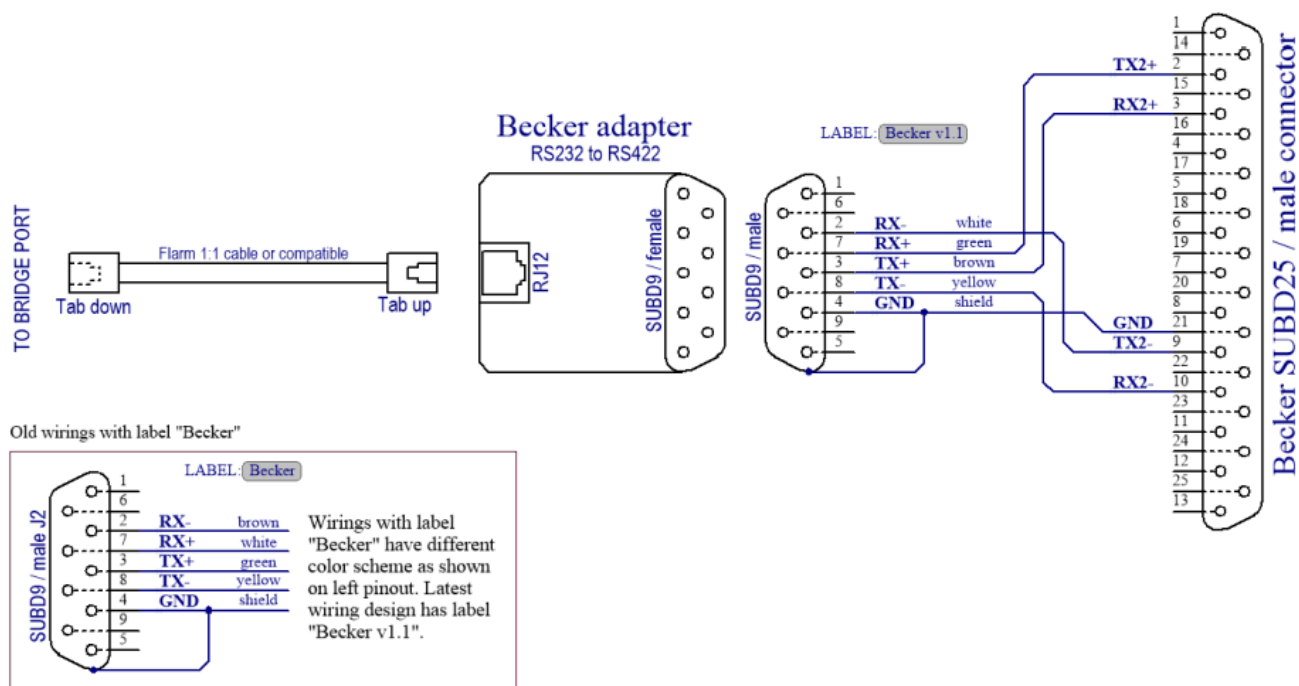 Becker adapter
RS232 to RS422
TO BRIDGE PORT
Flarm 1:1 cable or compatible
Tab down
Tab up
RJ12
SUBD9 / female
LABEL: Becker v1.1
SUBD9 / male
1
6
2 RX- white
7 RX+ green
3 TX+ brown
8 TX- yellow
4 GND shield
9
5
1
14
TX2+ 2
15
RX2+ 3
16
4
17
5
18
6
19
7
20
8
GND 21
TX2- 9
22
RX2- 10
23
11
24
12
25
13
Becker SUBD25 / male connector
Old wirings with label "Becker"
LABEL: Becker
SUBD9 / male J2
1
6
2 RX- brown
7 RX+ white
3 TX+ green
8 TX- yellow
4 GND shield
9
5
Wirings with label
"Becker" have different
color scheme as shown
on left pinout. Latest
wiring design has label
"Becker v1.1".